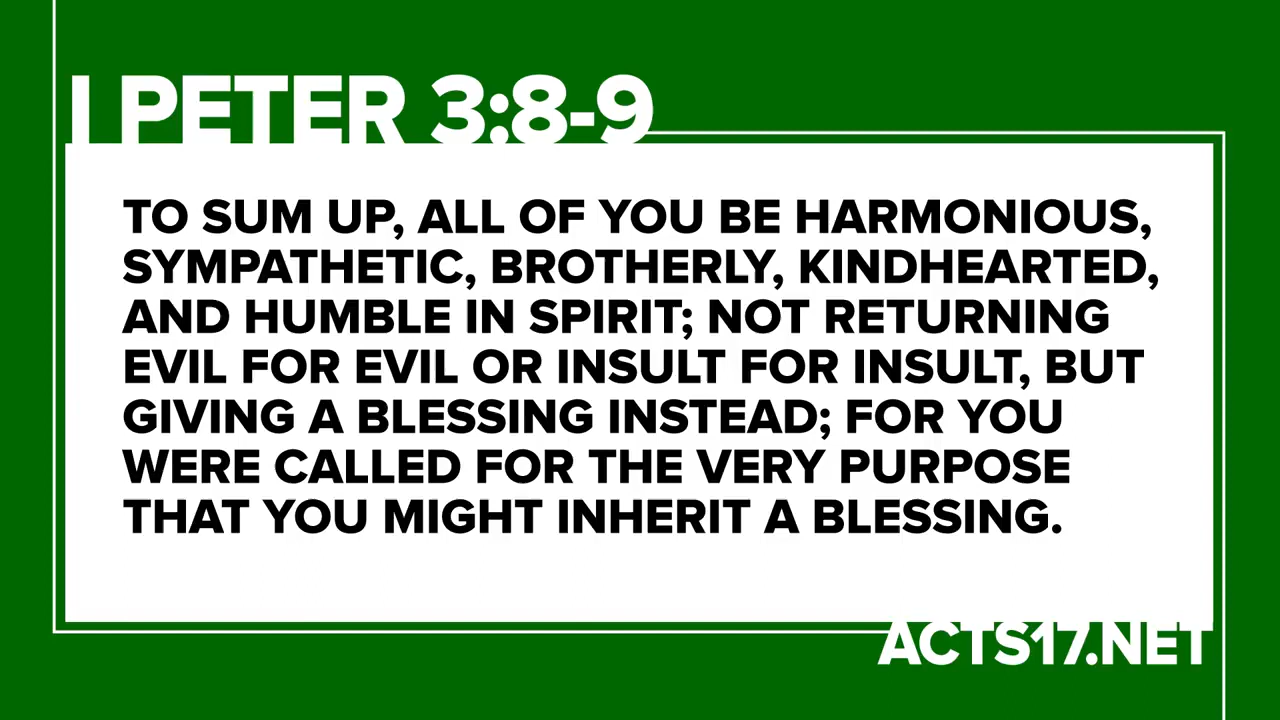 I PETER 3:8-9
TO SUM UP, ALL OF YOU BE HARMONIOUS,
SYMPATHETIC, BROTHERLY, KINDHEARTED,
AND HUMBLE IN SPIRIT; NOT RETURNING
EVIL FOR EVIL OR INSULT FOR INSULT, BUT
GIVING A BLESSING INSTEAD; FOR YOU
WERE CALLED FOR THE VERY PURPOSE
THAT YOU MIGHT INHERIT A BLESSING.
ACTS17.NET